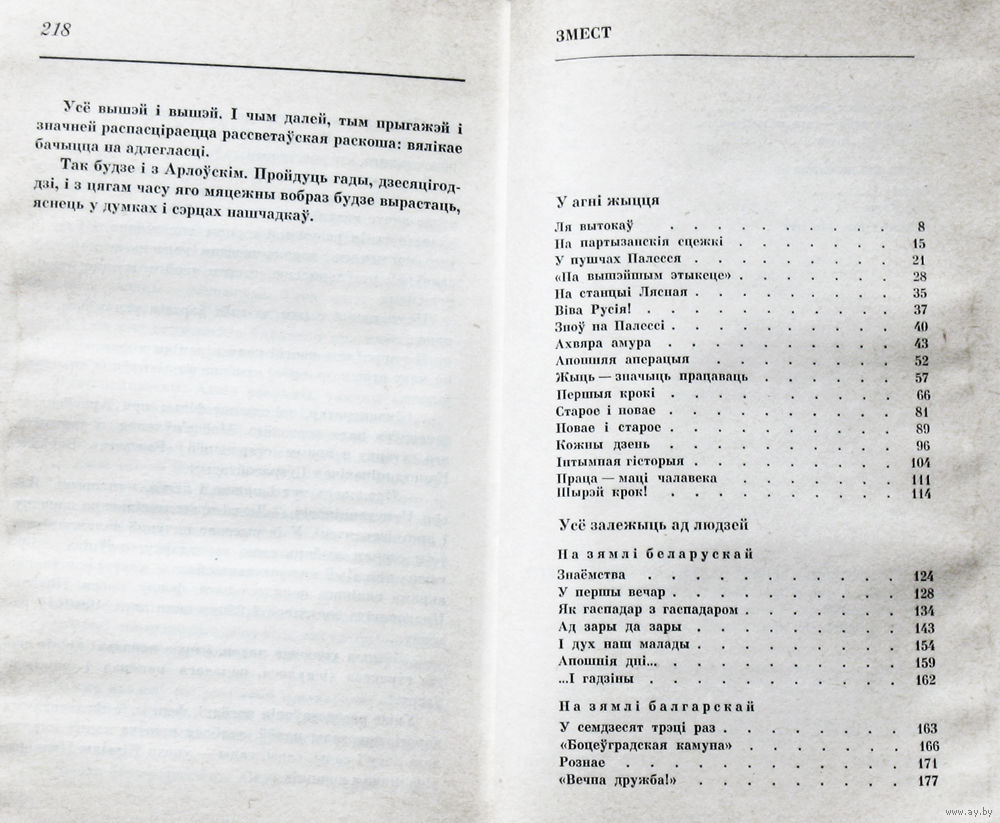 218
Усё вышэй і вышэй. І чым далей, тым прыгажэй і
значней распасціраецца рассветаўская раскоша: вялікае
бачыцца на адлегласці.
Так будзе і з Арлоўскім. Пройдуць гады, дзесяцігод-
дзі, і з цягам часу яго мяцежны вобраз будзе вырастаць,
яснець у думках і сэрцах нашчадкаў.
ЗМЕСТ
У агні жыцця
Ля вытокаў . . . . . . . . . . 8
На партызанскія сцежкі . . . . . . . 15
У пушчах Палесся . . . . . . . . 21
«Па вышэйшым этыкеце» . . . . . . . 28
На станцыі Лясная . . . . . . . . 35
Віва Русія! . . . . . . . . . . 37
Зноў на Палессі . . . . . . . . . 40
Ахвяра амура . . . . . . . . . 43
Апошняя аперацыя . . . . . . . . 52
Жыць — значыць працаваць . . . . . . 57
Першыя крокі . . . . . . . . . 66
Старое і новае . . . . . . . . . 81
Новае і старое . . . . . . . . . 89
Кожны дзень . . . . . . . . . 96
Інтымная гісторыя . . . . . . . . 104
Праца — маці чалавека . . . . . . . 111
Шырэй крок! . . . . . . . . . 114
Усё залежыць ад людзей
На зямлі беларускай
Знаёмства . . . . . . . . . . 124
У першы вечар . . . . . . . . . 128
Як гаспадар з гаспадаром . . . . . . . 134
Ад зары да зары . . . . . . . . 143
І дух наш малады . . . . . . . . 154
Апошнія дні... . . . . . . . . . 159
...І гадзіны . . . . . . . . . . 162
На зямлі балгарскай
У семдзесят трэці раз . . . . . . . 163
«Боцеўградская камуна» . . . . . . . 166
Рознае . . . . . . . . . . . 171
«Вечна дружба!» . . . . . . . . 177
www.ay.by